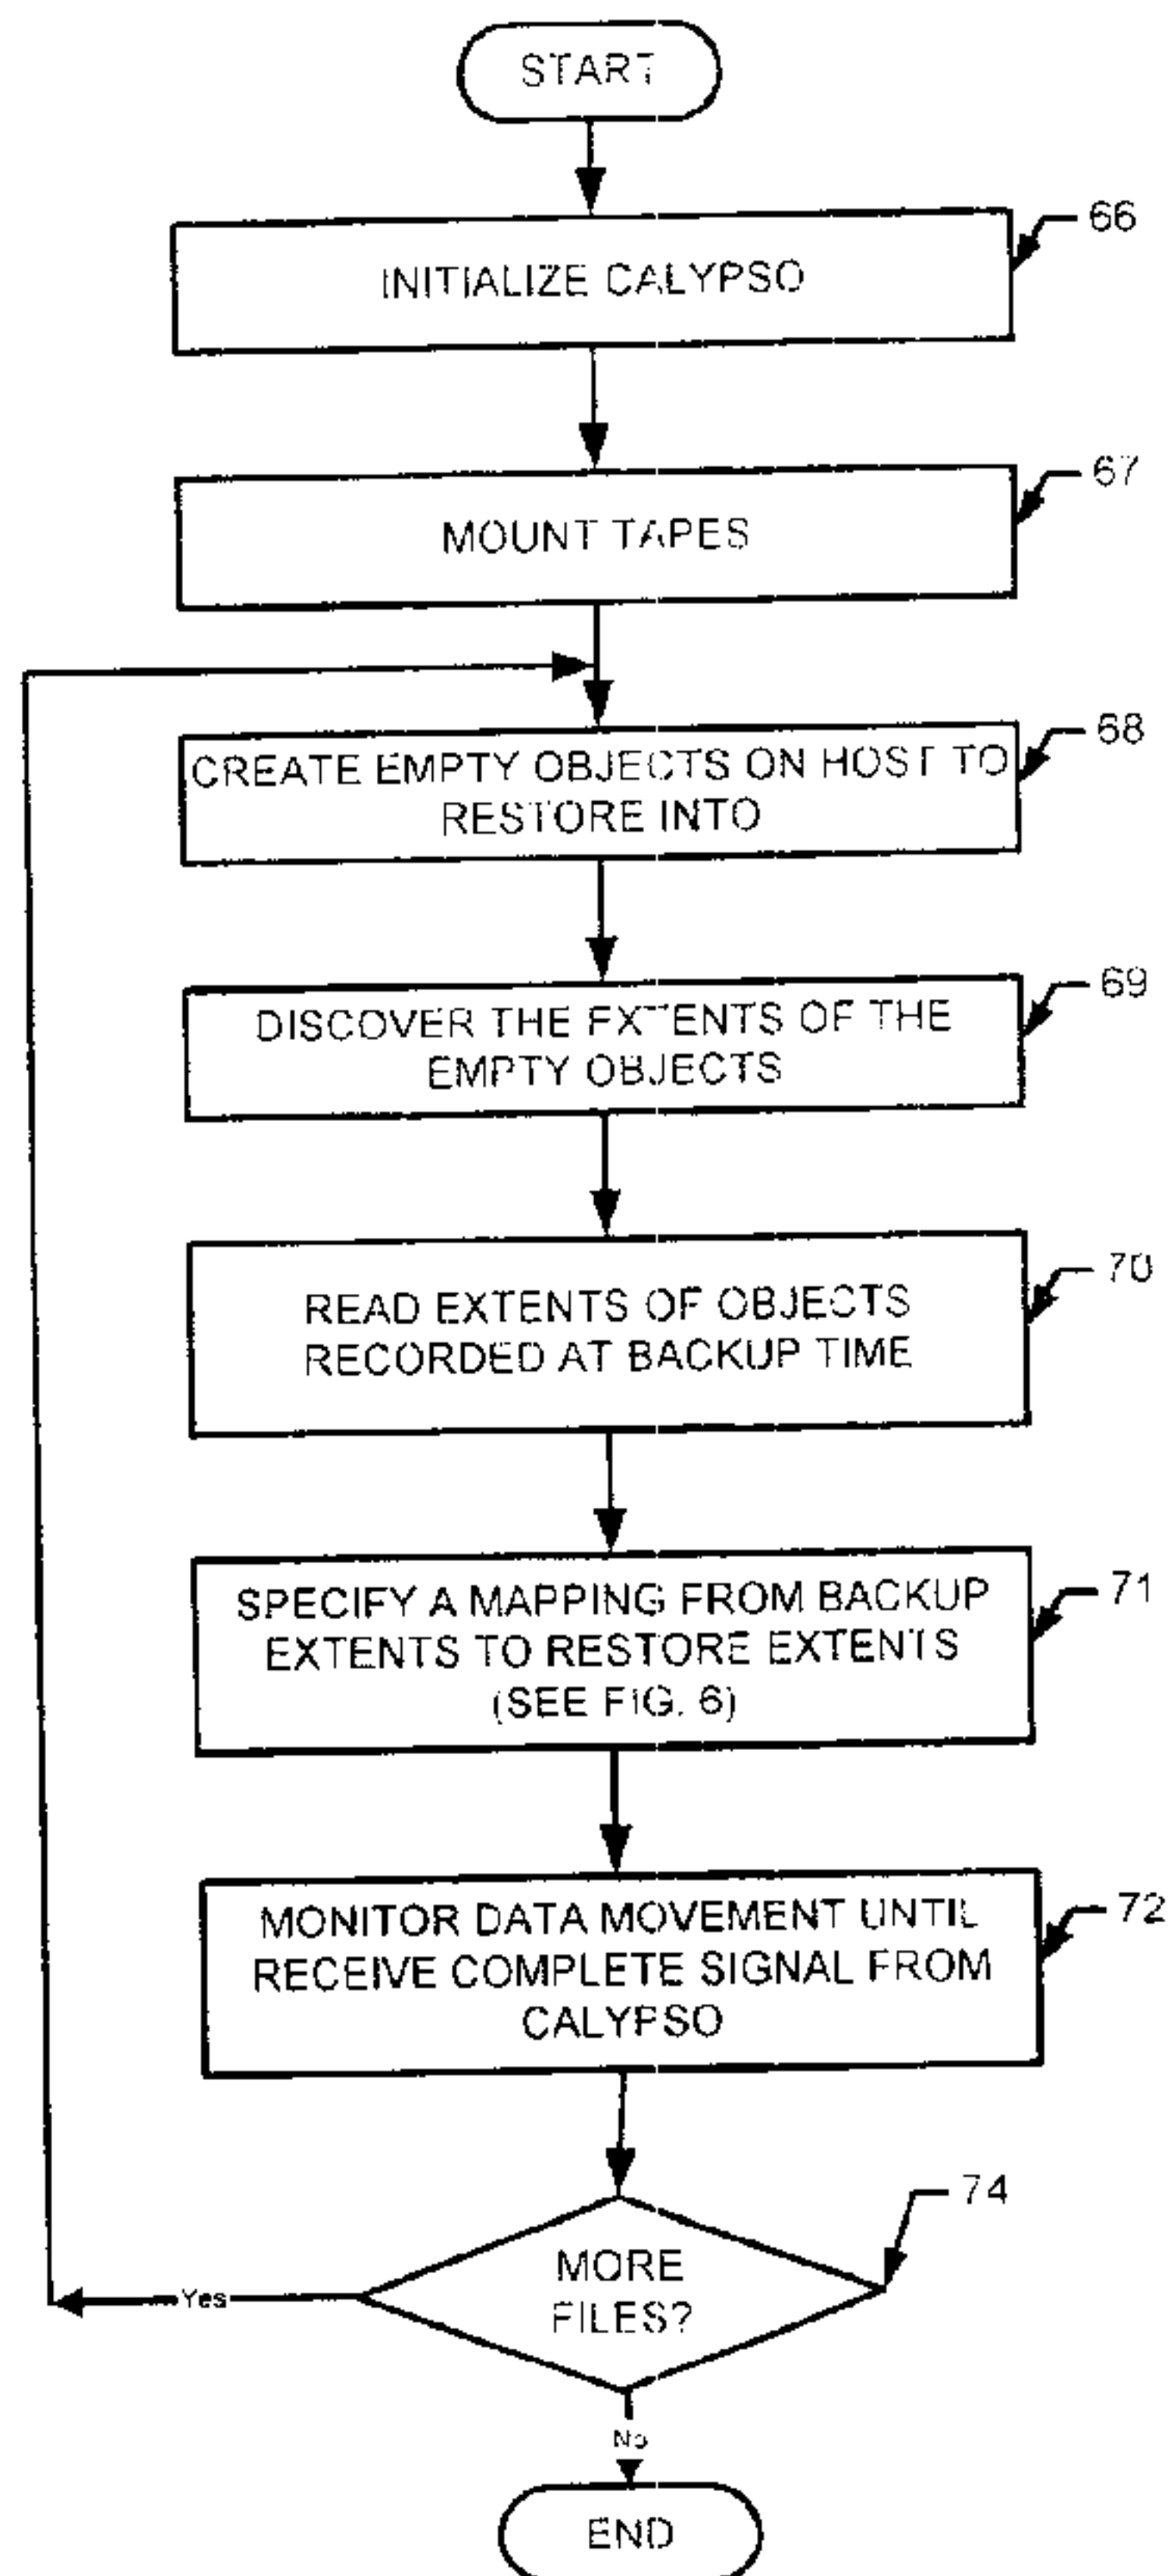 START
66
INITIALIZE CALYPSO
67
MOUNT TAPES
68
CREATE EMPTY OBJECTS ON HOST TO
RESTORE INTO
69
DISCOVER THE EXTENTS OF THE
EMPTY OBJECTS
70
READ EXTENTS OF OBJECTS
RECORDED AT BACKUP TIME
71
SPECIFY A MAPPING FROM BACKUP
EXTENTS TO RESTORE EXTENTS
(SEE FIG. 6)
72
MONITOR DATA MOVEMENT UNTIL
RECEIVE COMPLETE SIGNAL FROM
CALYPSO
74
MORE
FILES?
Yes
No
END